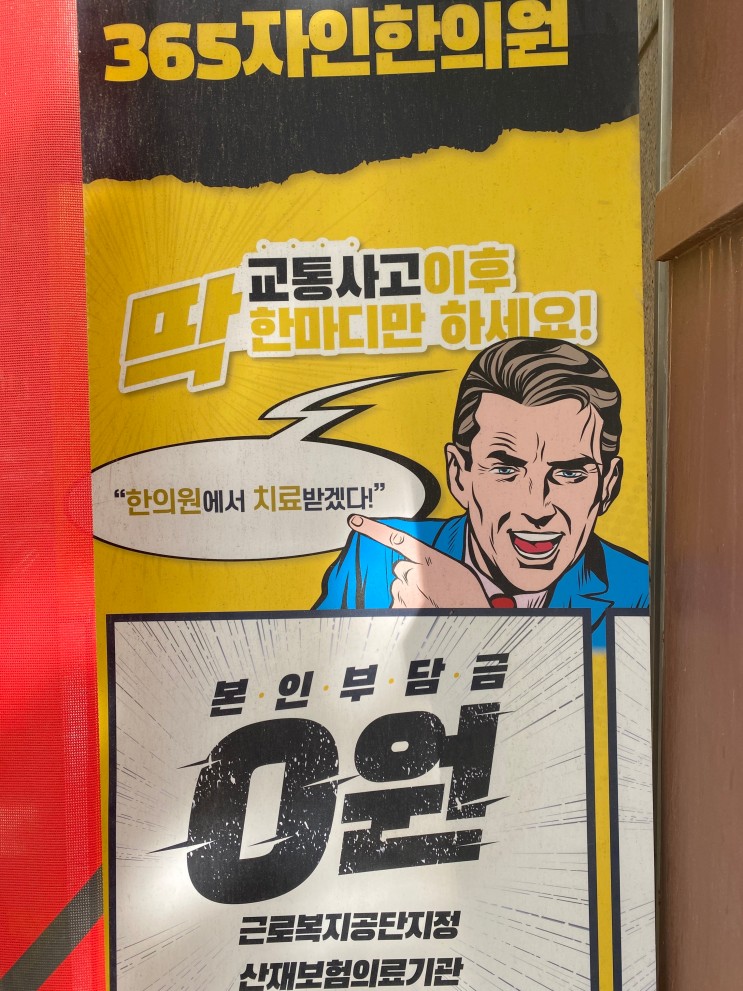 365자인한의원
딱 교통사고이후
한마디만 하세요!
“한의원에서 치료받겠다!”
본·인·부·담·금
0원
근로복지공단지정
산재보험의료기관